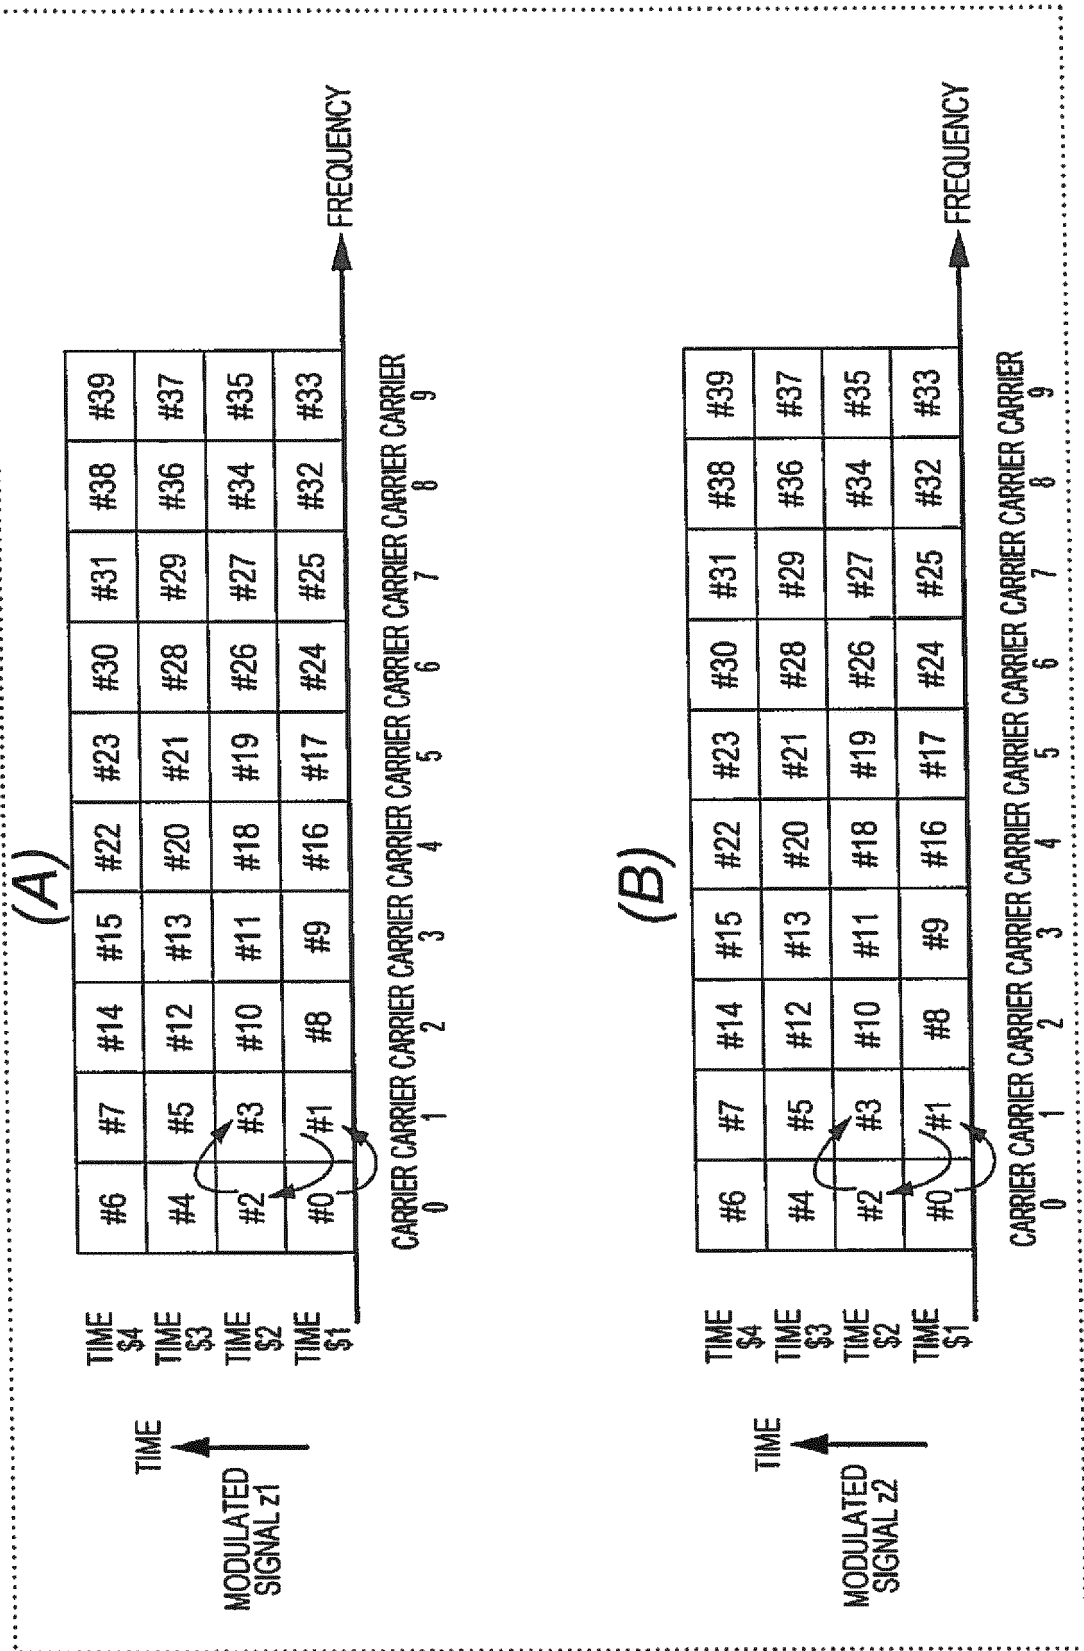 (A)
MODULATED
SIGNAL z1
TIME
TIME
$4
#6 #7 #14 #15 #22 #23 #30 #31 #38 #39
TIME
$3
#4 #5 #12 #13 #20 #21 #28 #29 #36 #37
TIME
$2
#2 #3 #10 #11 #18 #19 #26 #27 #34 #35
TIME
$1
#0 #1 #8 #9 #16 #17 #24 #25 #32 #33
FREQUENCY
CARRIER CARRIER CARRIER CARRIER CARRIER CARRIER CARRIER CARRIER CARRIER CARRIER
0 1 2 3 4 5 6 7 8 9
(B)
MODULATED
SIGNAL z2
TIME
TIME
$4
#6 #7 #14 #15 #22 #23 #30 #31 #38 #39
TIME
$3
#4 #5 #12 #13 #20 #21 #28 #29 #36 #37
TIME
$2
#2 #3 #10 #11 #18 #19 #26 #27 #34 #35
TIME
$1
#0 #1 #8 #9 #16 #17 #24 #25 #32 #33
FREQUENCY
CARRIER CARRIER CARRIER CARRIER CARRIER CARRIER CARRIER CARRIER CARRIER CARRIER
0 1 2 3 4 5 6 7 8 9